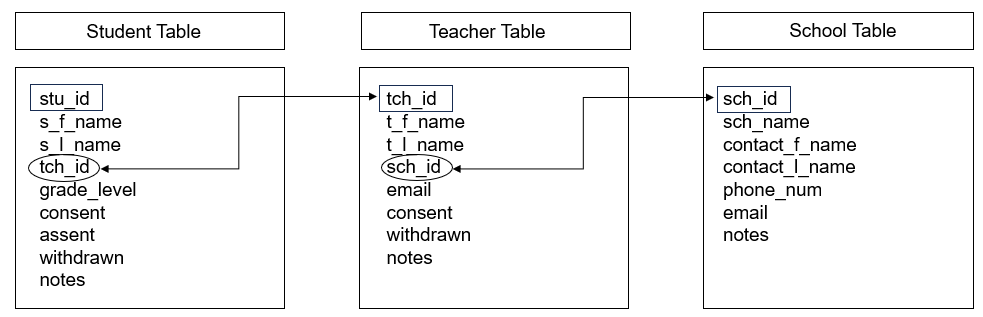 Student Table
stu_id
s_f_name
s_l_name
tch_id
grade_level
consent
assent
withdrawn
notes
Teacher Table
tch_id
t_f_name
t_l_name
sch_id
email
consent
withdrawn
notes
School Table
sch_id
sch_name
contact_f_name
contact_l_name
phone_num
email
notes